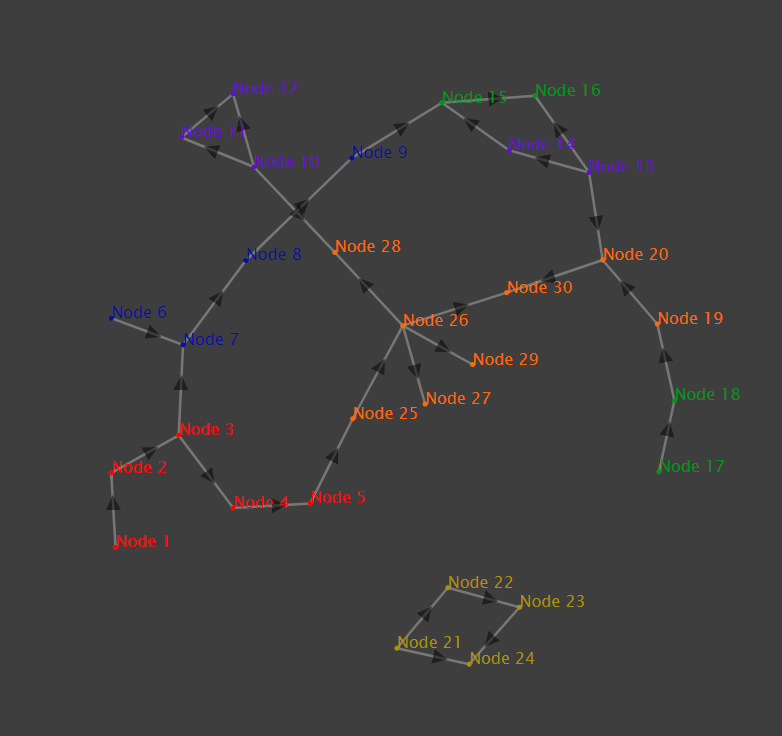 Node 12
Node 16
Node 15
Node 11
Node 14
Node 9
Node 10
Node 13
Node 28
Node 8
Node 20
Node 30
Node 6
Node 26
Node 19
Node 7
Node 29
Node 18
Node 27
Node 25
Node 3
Node 2
Node 17
Node 4
Node 5
Node 1
Node 22
Node 23
Node 21
Node 24